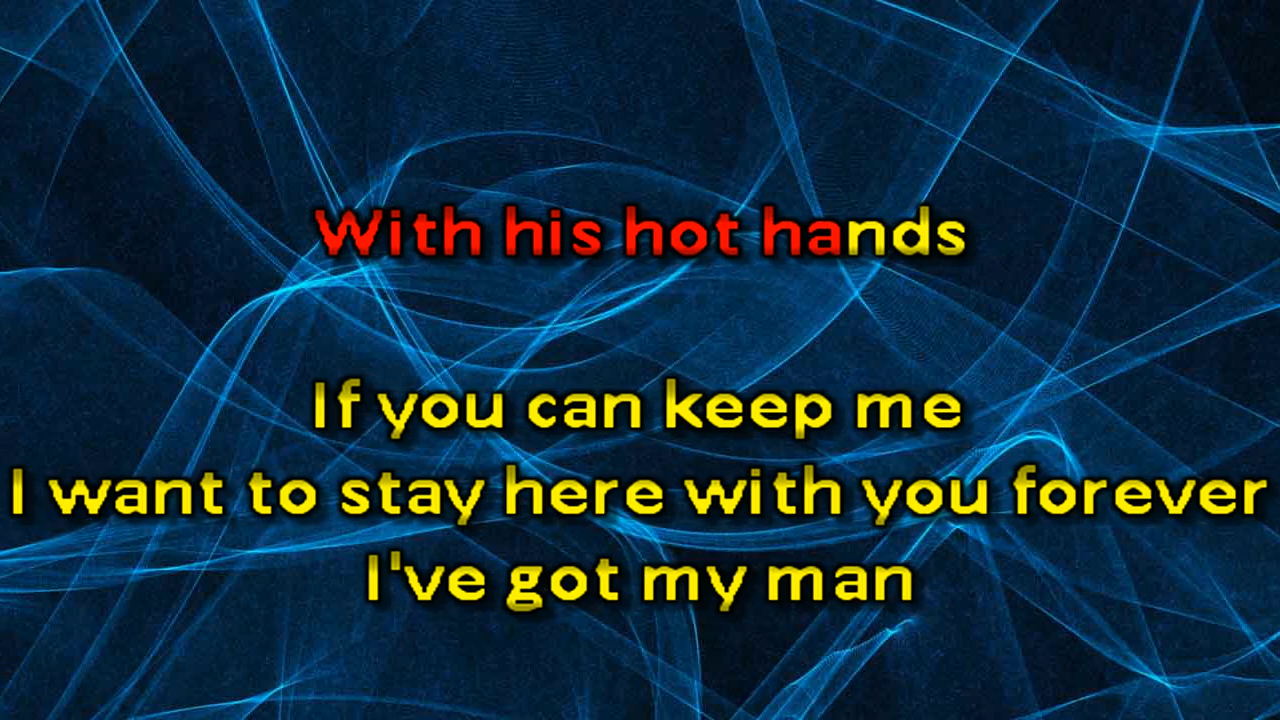 With his hot hands
If you can keep me
I want to stay here with you forever
I've got my man